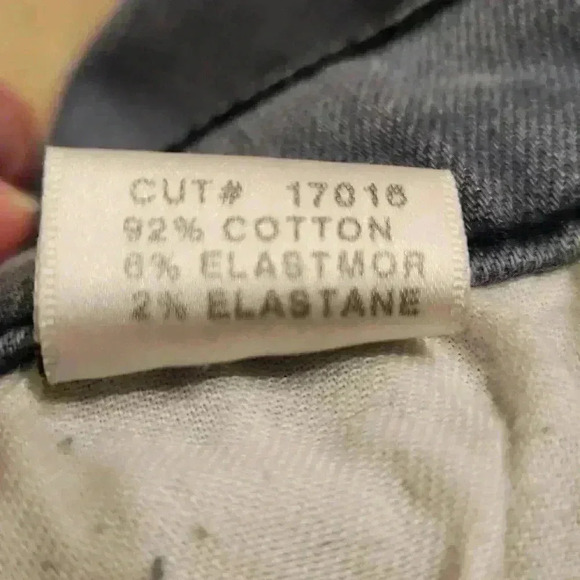 CUT# 17016
92% COTTON
6% ELASTMOR
2% ELASTANE